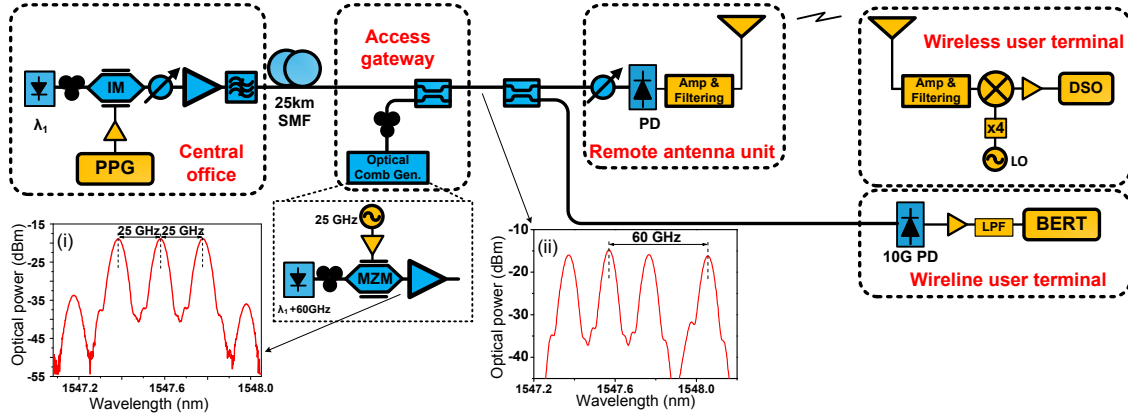 Central
office
λ1
IM
PPG
25km
SMF
Access
gateway
Optical
Comb Gen.
25 GHz
MZM
λ1 +60GHz
PD
Amp &
Filtering
Remote antenna unit
Wireless user terminal
Amp &
Filtering
DSO
x4
LO
10G PD
LPF
BERT
Wireline user terminal
(i)
25 GHz 25 GHz
Optical power (dBm)
-15
-25
-35
-45
-55
1547.2
1547.6
1548.0
Wavelength (nm)
(ii)
60 GHz
Optical power (dBm)
-10
-20
-30
-40
1547.2
1547.6
1548.0
Wavelength (nm)